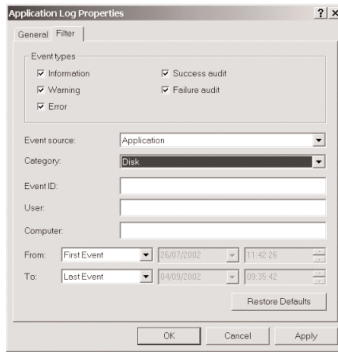 Application Log Properties ? ×
General Filter
Event types
Information Success audit
Warning Failure audit
Error
Event source: Application
Category: Disk
Event ID:
User:
Computer:
From: First Event 26/07/2002 11:42:26
To: Last Event 04/09/2002 09:35:42
Restore Defaults
OK Cancel Apply